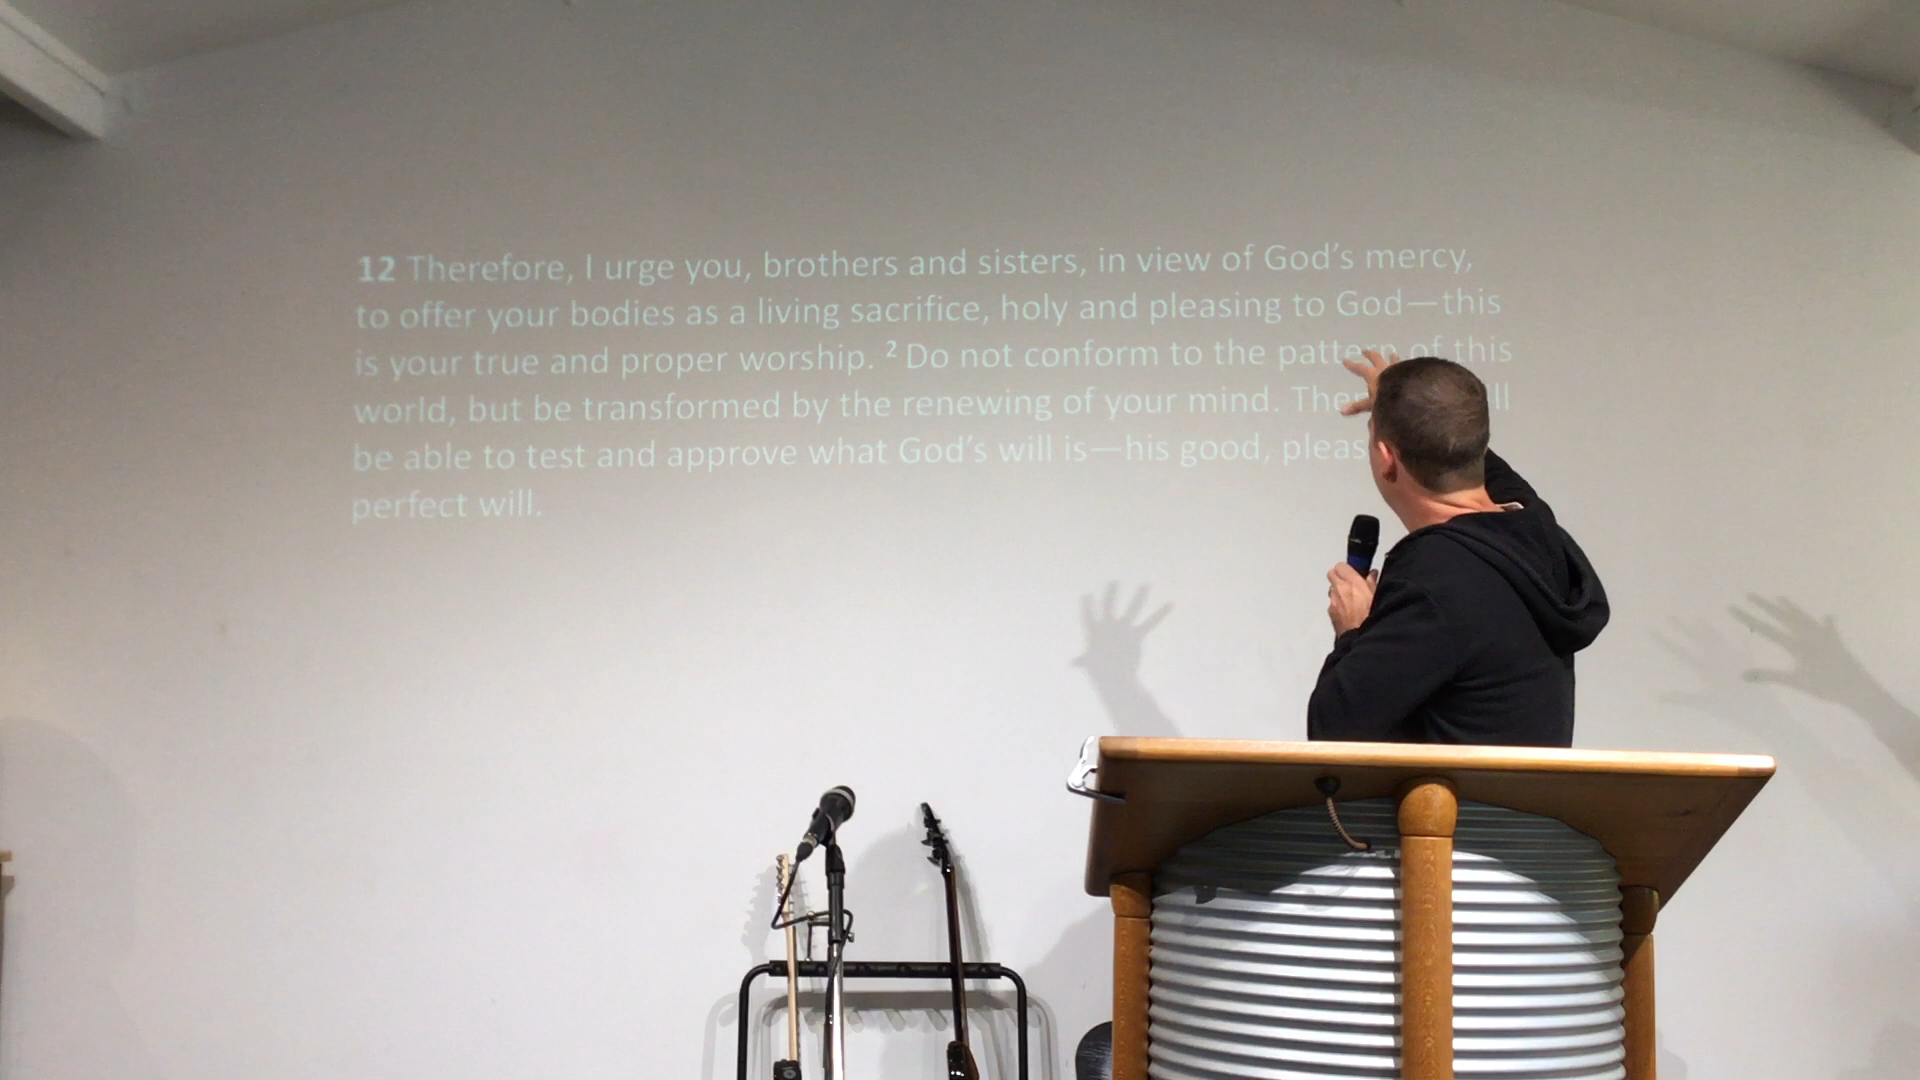 12 Therefore, I urge you, brothers and sisters, in view of God's mercy,
to offer your bodies as a living sacrifice, holy and pleasing to God—this
is your true and proper worship. 2 Do not conform to the pattern of this
world, but be transformed by the renewing of your mind.
be able to test and approve what God's will is—his good,
perfect will.